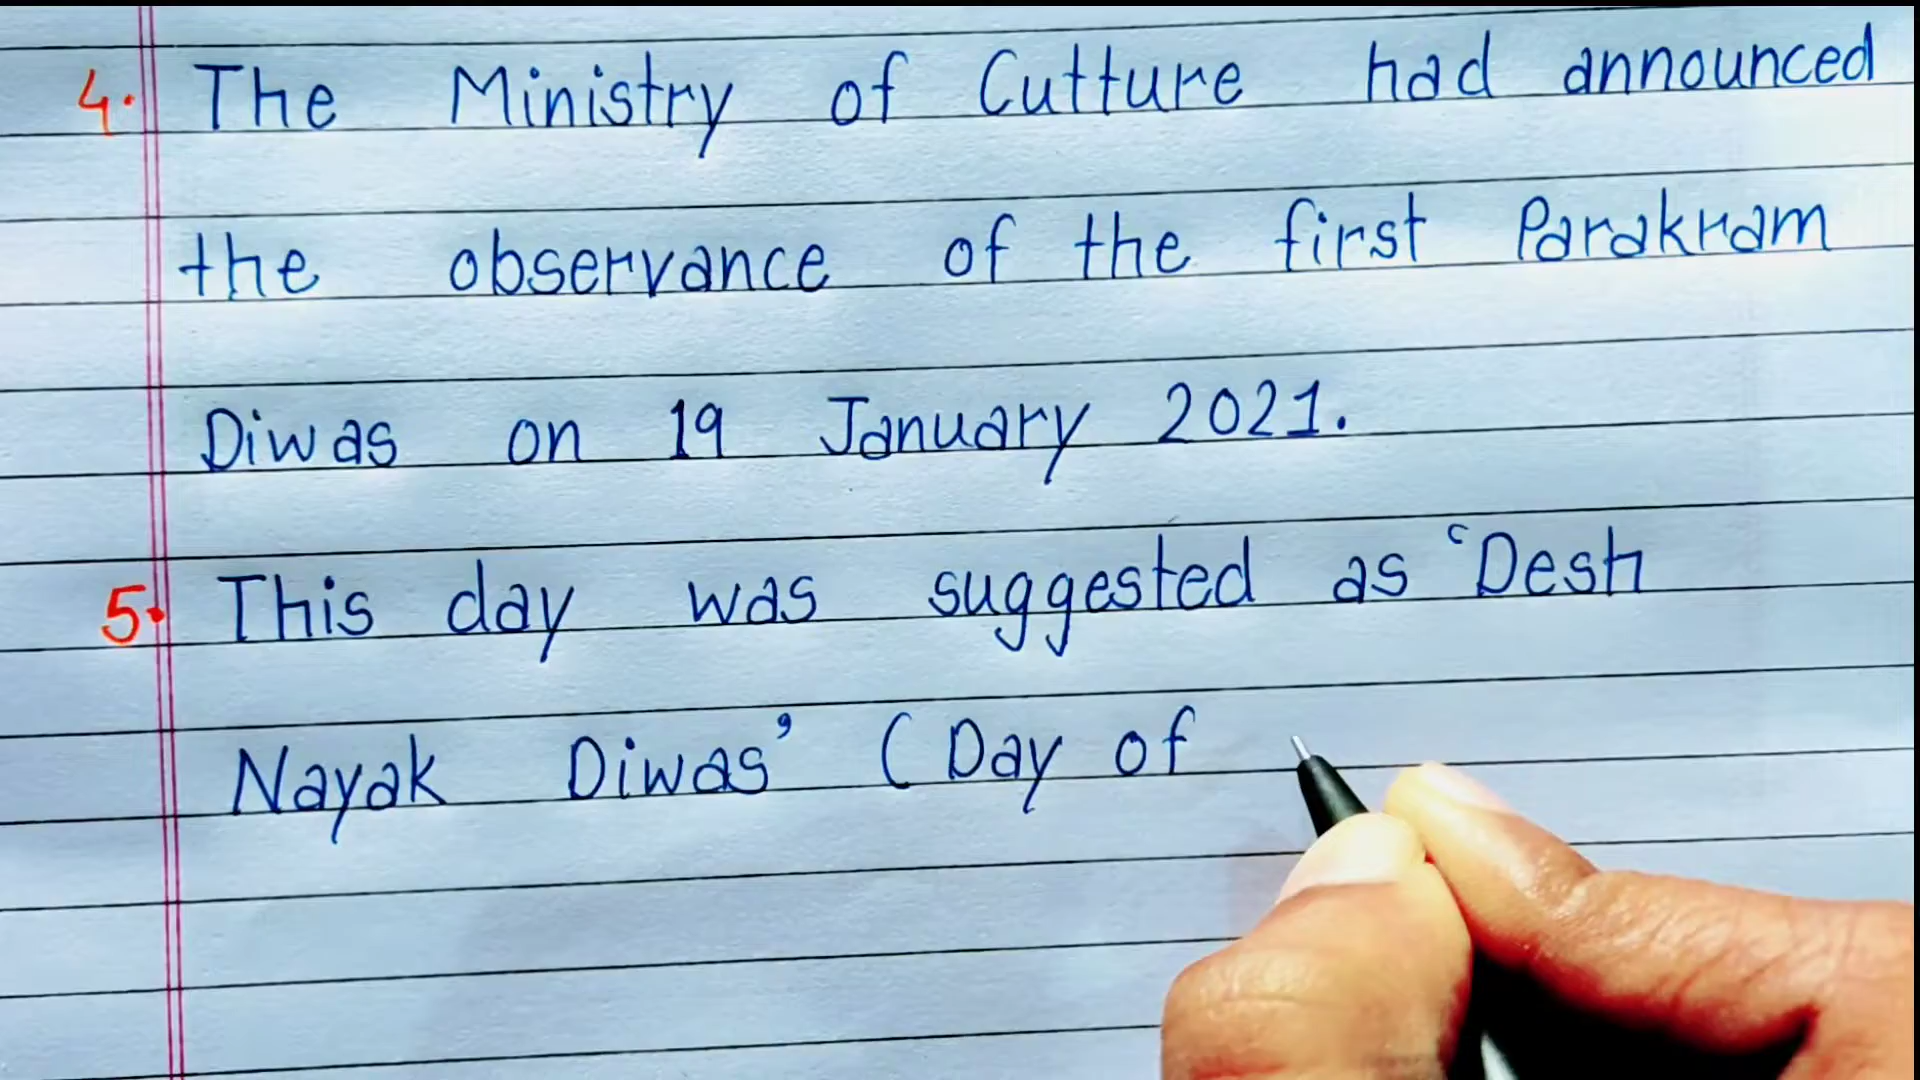 4. The Ministry of Cutture had announced
the observance of the first Parakram
Diwas on 19 January 2021.
5. This day was suggested as ‘Desh
Nayak Diwas’ (Day of